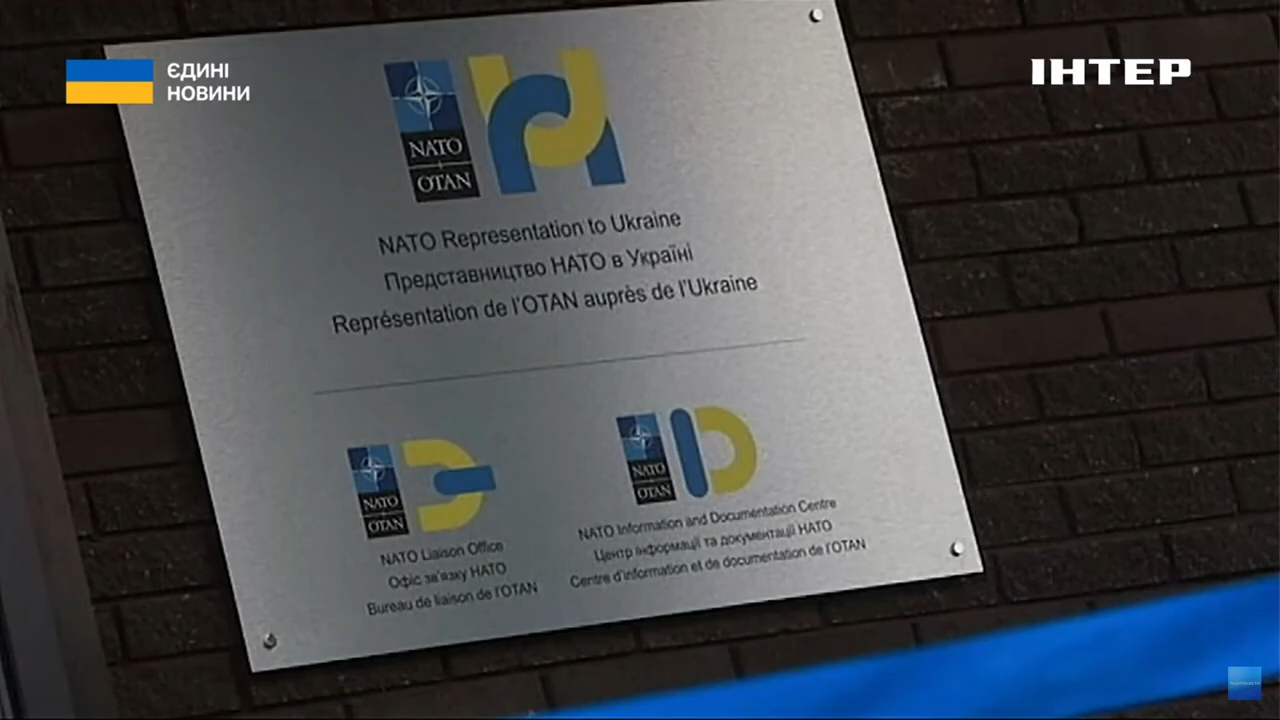 ЄДИНІ
НОВИНИ
ІНТЕР
NATO
OTAN
NATO Representation to Ukraine
Представництво НАТО в Україні
Représentation de l'OTAN auprès de l'Ukraine
NATO
OTAN
NATO Liaison Office
Офіс зв'язку НАТО
Bureau de liaison de l'OTAN
NATO
OTAN
NATO Information and Documentation Centre
Центр інформації та документації НАТО
Centre d'information et de documentation de l'OTAN